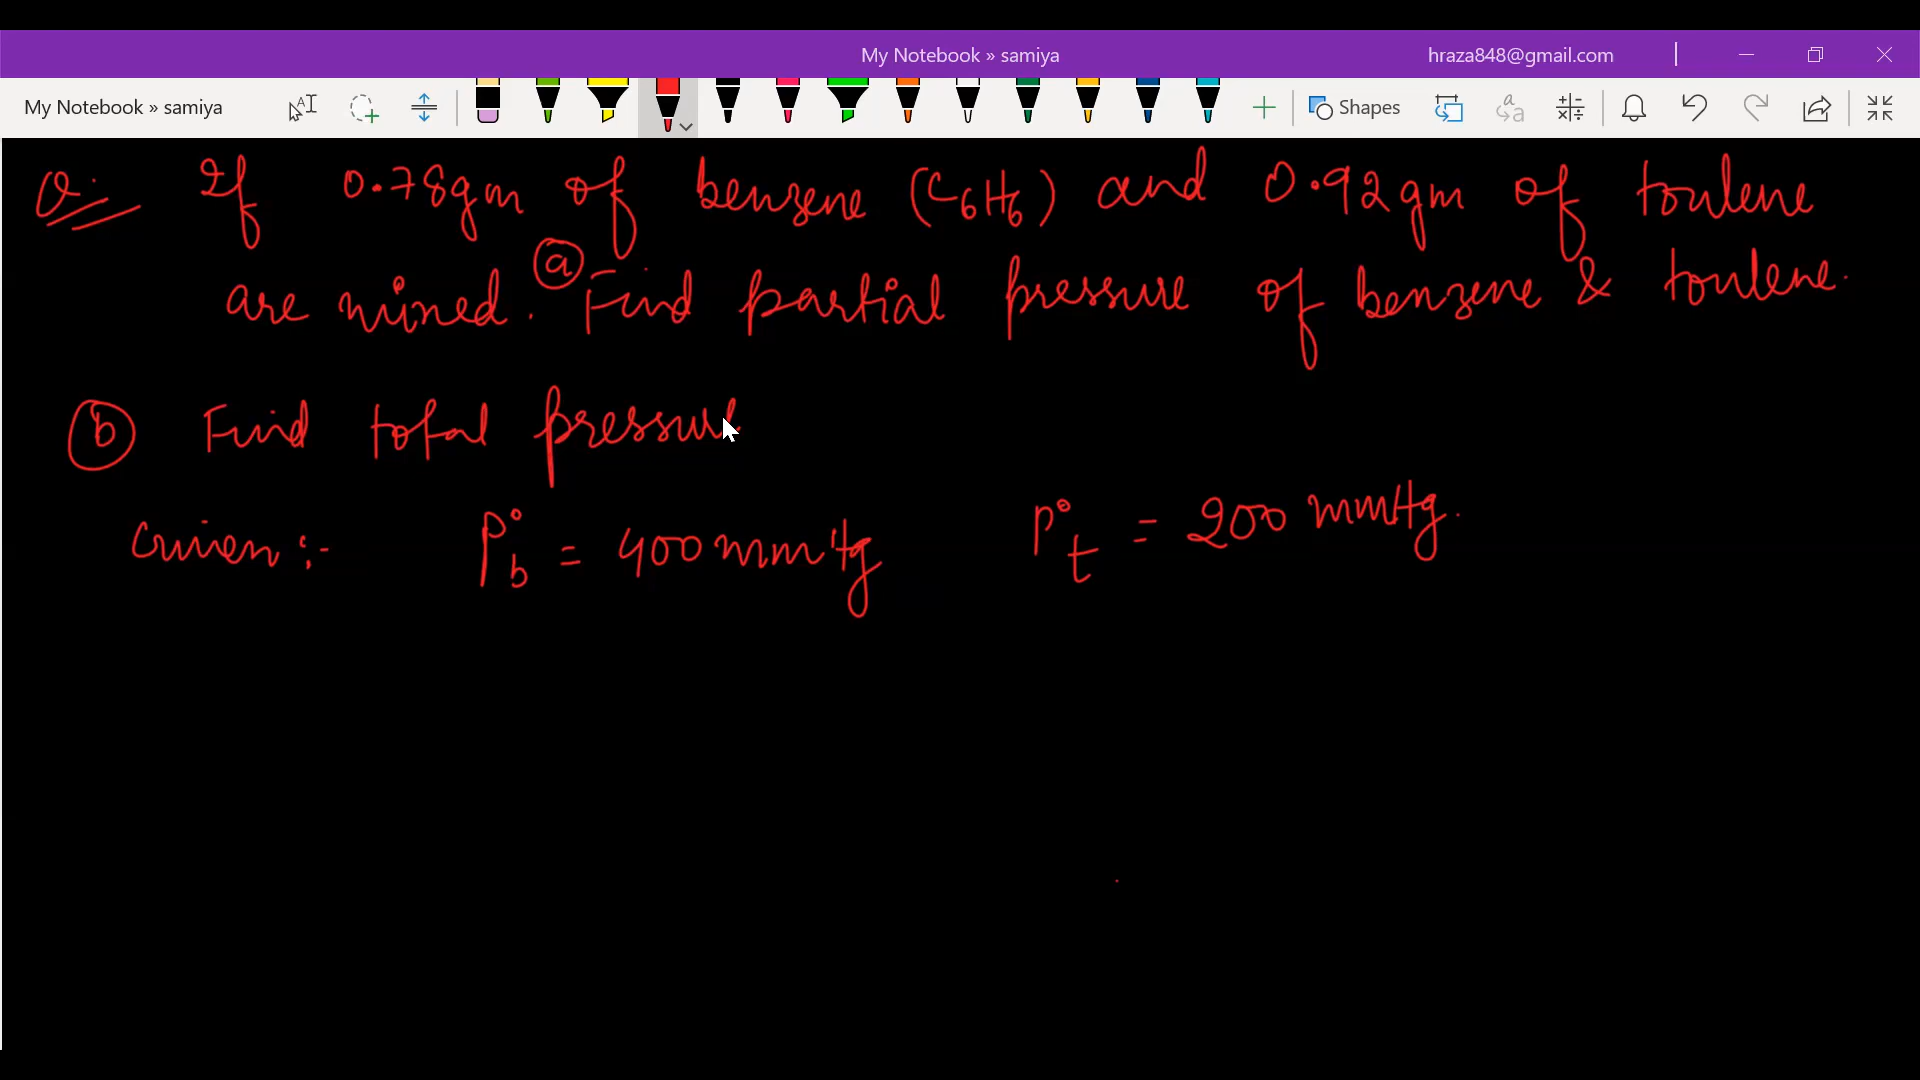 My Notebook » samiya
hraza848@gmail.com
My Notebook » samiya
Shapes
Q:- If 0.78gm of benzene (C₆H₆) and 0.92gm of toulene
are mixed. ⓐ Find partial pressure of benzene & toulene.
ⓑ Find total pressure
Given :- P°b = 400 mmHg P°t = 200 mmHg.